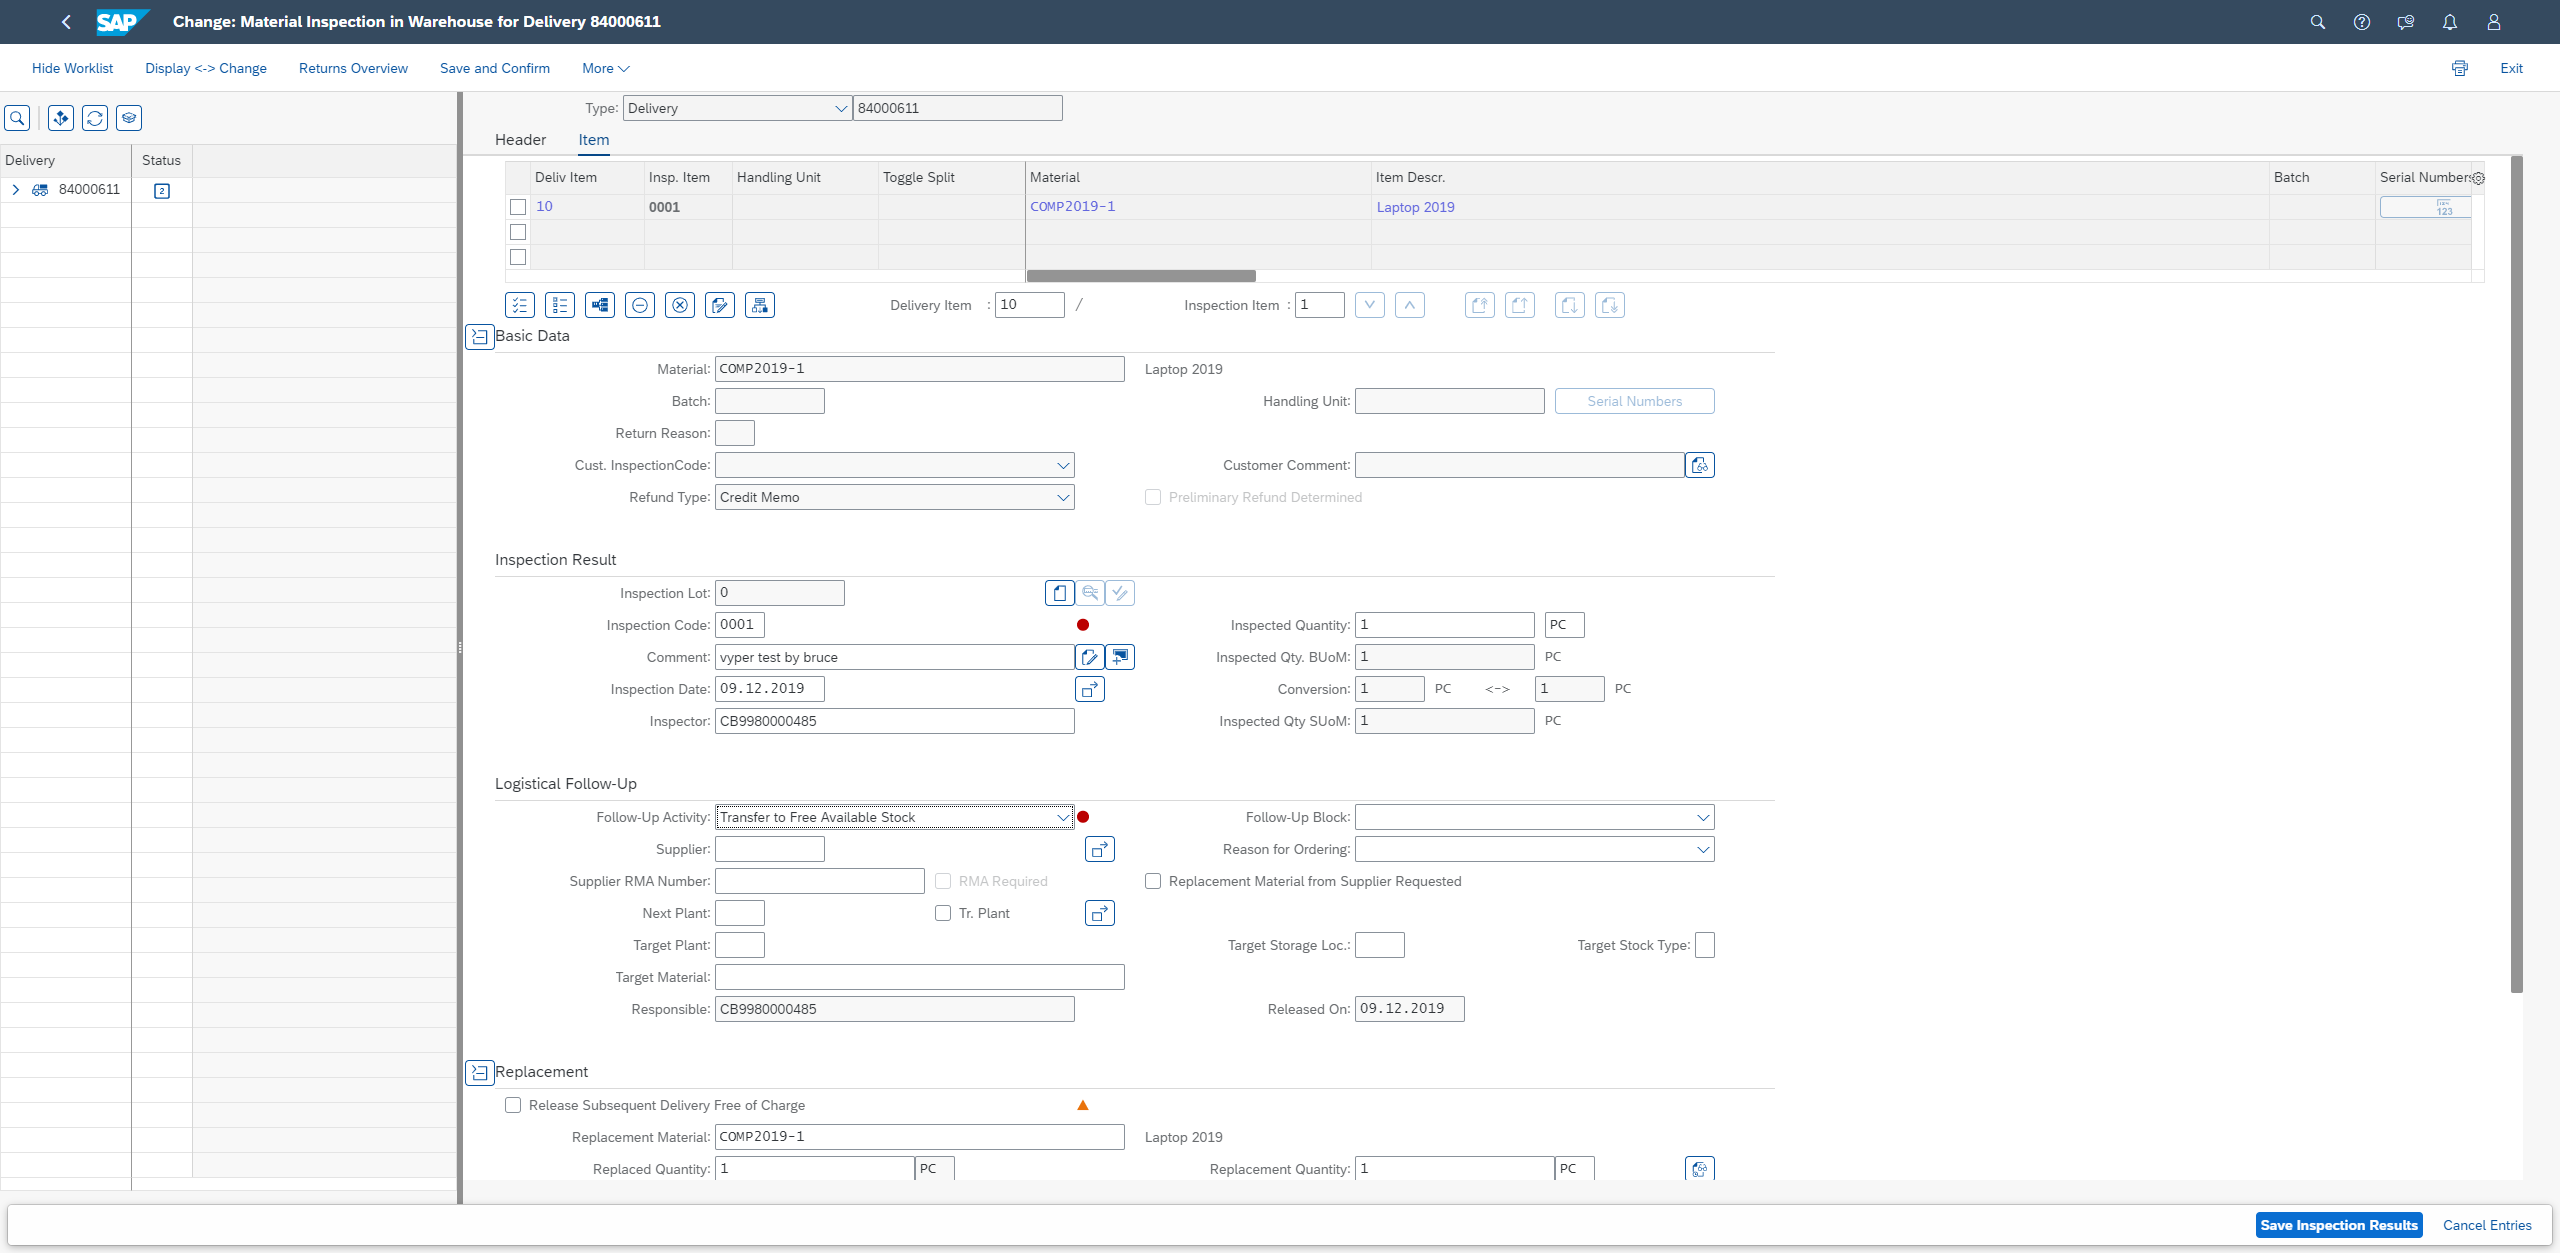 SAP Change: Material Inspection in Warehouse for Delivery 84000611
Hide Worklist Display <-> Change Returns Overview Save and Confirm More Exit
Type: Delivery 84000611
Header Item
Delivery Status
84000611 2
Deliv Item Insp. Item Handling Unit Toggle Split Material Item Descr. Batch Serial Numbers
10 0001 COMP2019-1 Laptop 2019 123
Delivery Item : 10 / Inspection Item : 1
Basic Data
Material: COMP2019-1 Laptop 2019
Batch: Handling Unit: Serial Numbers
Return Reason:
Cust. InspectionCode: Customer Comment:
Refund Type: Credit Memo Preliminary Refund Determined
Inspection Result
Inspection Lot: 0
Inspection Code: 0001 Inspected Quantity: 1 PC
Comment: vyper test by bruce Inspected Qty. BUoM: 1 PC
Inspection Date: 09.12.2019 Conversion: 1 PC <-> 1 PC
Inspector: CB9980000485 Inspected Qty SUoM: 1 PC
Logistical Follow-Up
Follow-Up Activity: Transfer to Free Available Stock Follow-Up Block:
Supplier: Reason for Ordering:
Supplier RMA Number: RMA Required Replacement Material from Supplier Requested
Next Plant: Tr. Plant
Target Plant: Target Storage Loc.: Target Stock Type:
Target Material:
Responsible: CB9980000485 Released On: 09.12.2019
Replacement
Release Subsequent Delivery Free of Charge
Replacement Material: COMP2019-1 Laptop 2019
Replaced Quantity: 1 PC Replacement Quantity: 1 PC
Save Inspection Results Cancel Entries